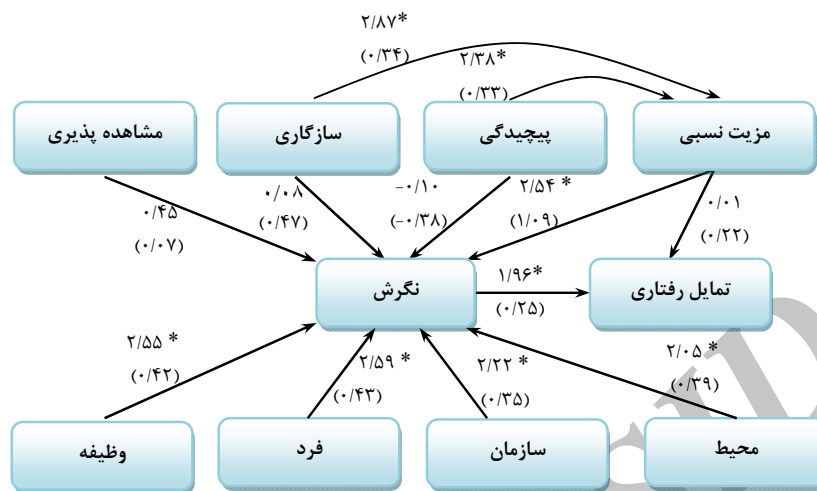 ۲/۸۷*
(۰/۳۴)
۲/۳۸*
(۰/۳۳)
مزیت نسبی
پیچیدگی
سازگاری
مشاهده پذیری
۰/۰۱
(۰/۲۲)
۲/۵۴ *
(۱/۰۹)
−۰/۱۰
(−۰/۳۸)
۰/۰۸
(۰/۴۷)
۰/۴۵
(۰/۰۷)
تمایل رفتاری
۱/۹۶*
(۰/۲۵)
نگرش
۲/۰۵ *
(۰/۳۹)
۲/۲۲ *
(۰/۳۵)
۲/۵۹ *
(۰/۴۳)
۲/۵۵ *
(۰/۴۲)
محیط
سازمان
فرد
وظیفه
SID